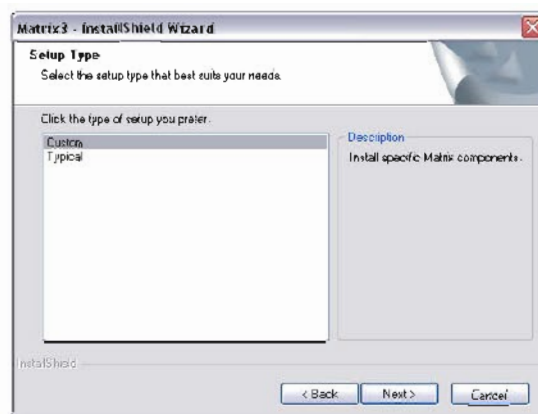 Matrix3 - InstallShield Wizard
Setup Type
Select the setup type that best suits your needs.
Click the type of setup you prefer.
Custom
Typical
Description
Install specific Matrix components.
InstallShield
< Back
Next >
Cancel